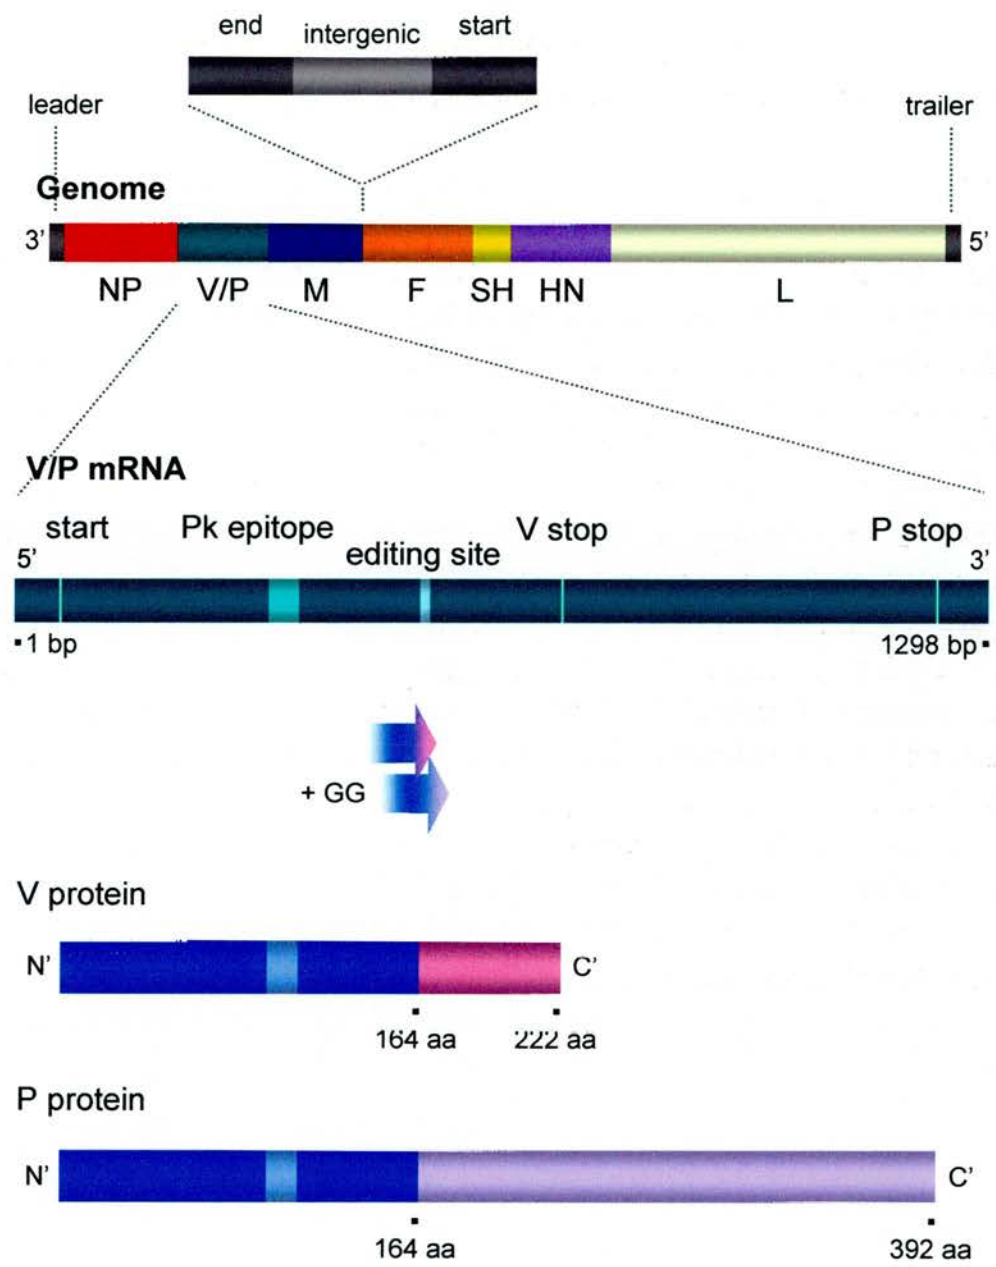 end intergenic start
leader trailer
Genome
3’ 5’
NP V/P M F SH HN L
V/P mRNA
start Pk epitope V stop P stop
5’ editing site 3’
1 bp 1298 bp
+ GG
V protein
N’ C’
164 aa 222 aa
P protein
N’ C’
164 aa 392 aa